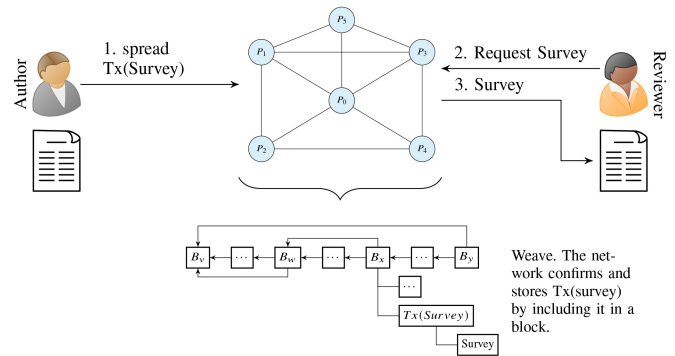 Author
1. spread
Tx(Survey)
P5
P1
P3
P0
P2
P4
2. Request Survey
3. Survey
Reviewer
Bv
···
Bw
···
Bx
···
By
···
Tx(Survey)
Survey
Weave. The net-
work confirms and
stores Tx(survey)
by including it in a
block.